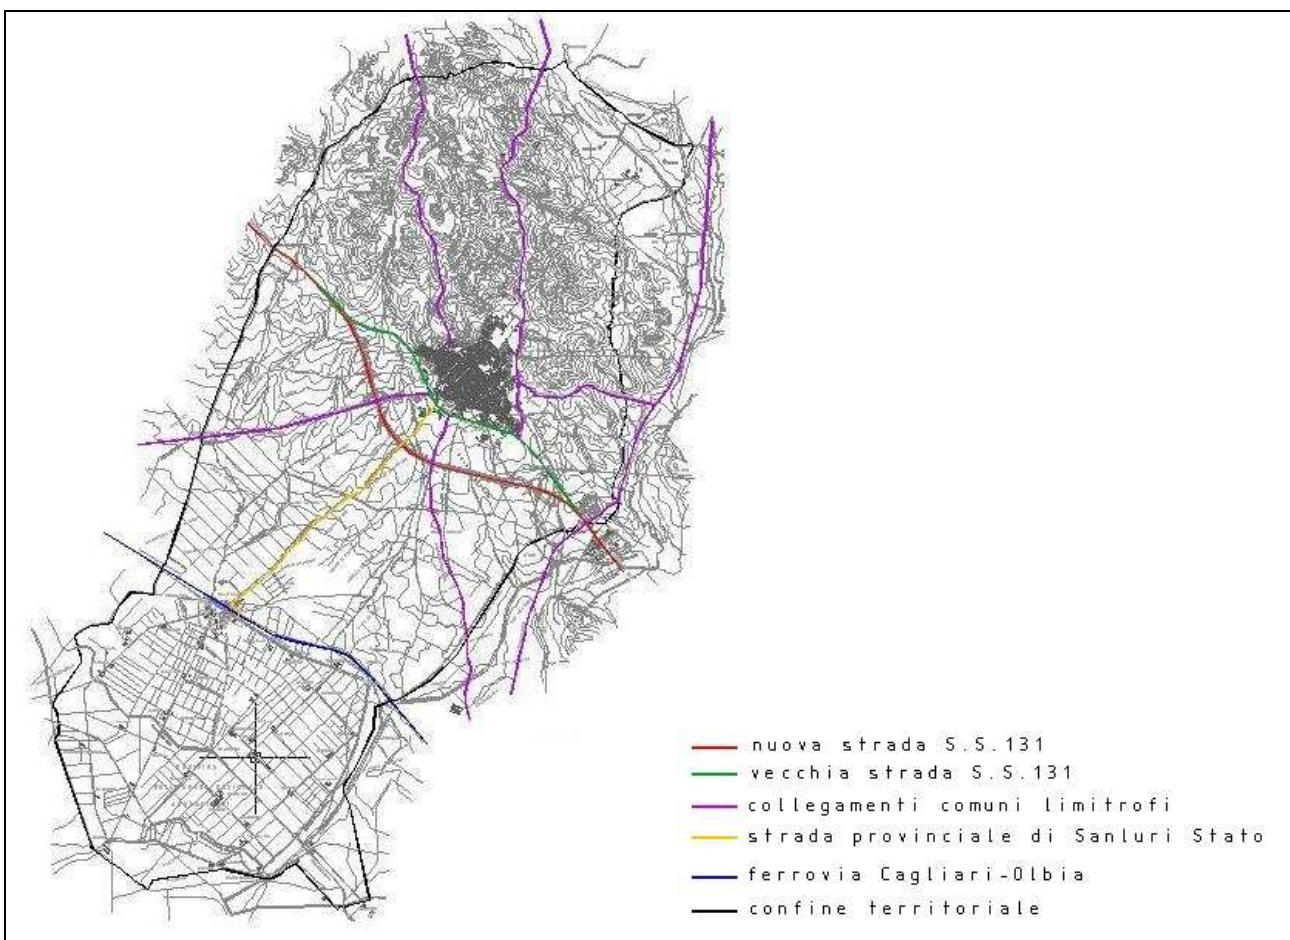 nuova strada S.S.131
vecchia strada S.S.131
collegamenti comuni limitrofi
strada provinciale di Sanluri Stato
ferrovia Cagliari-Olbia
confine territoriale